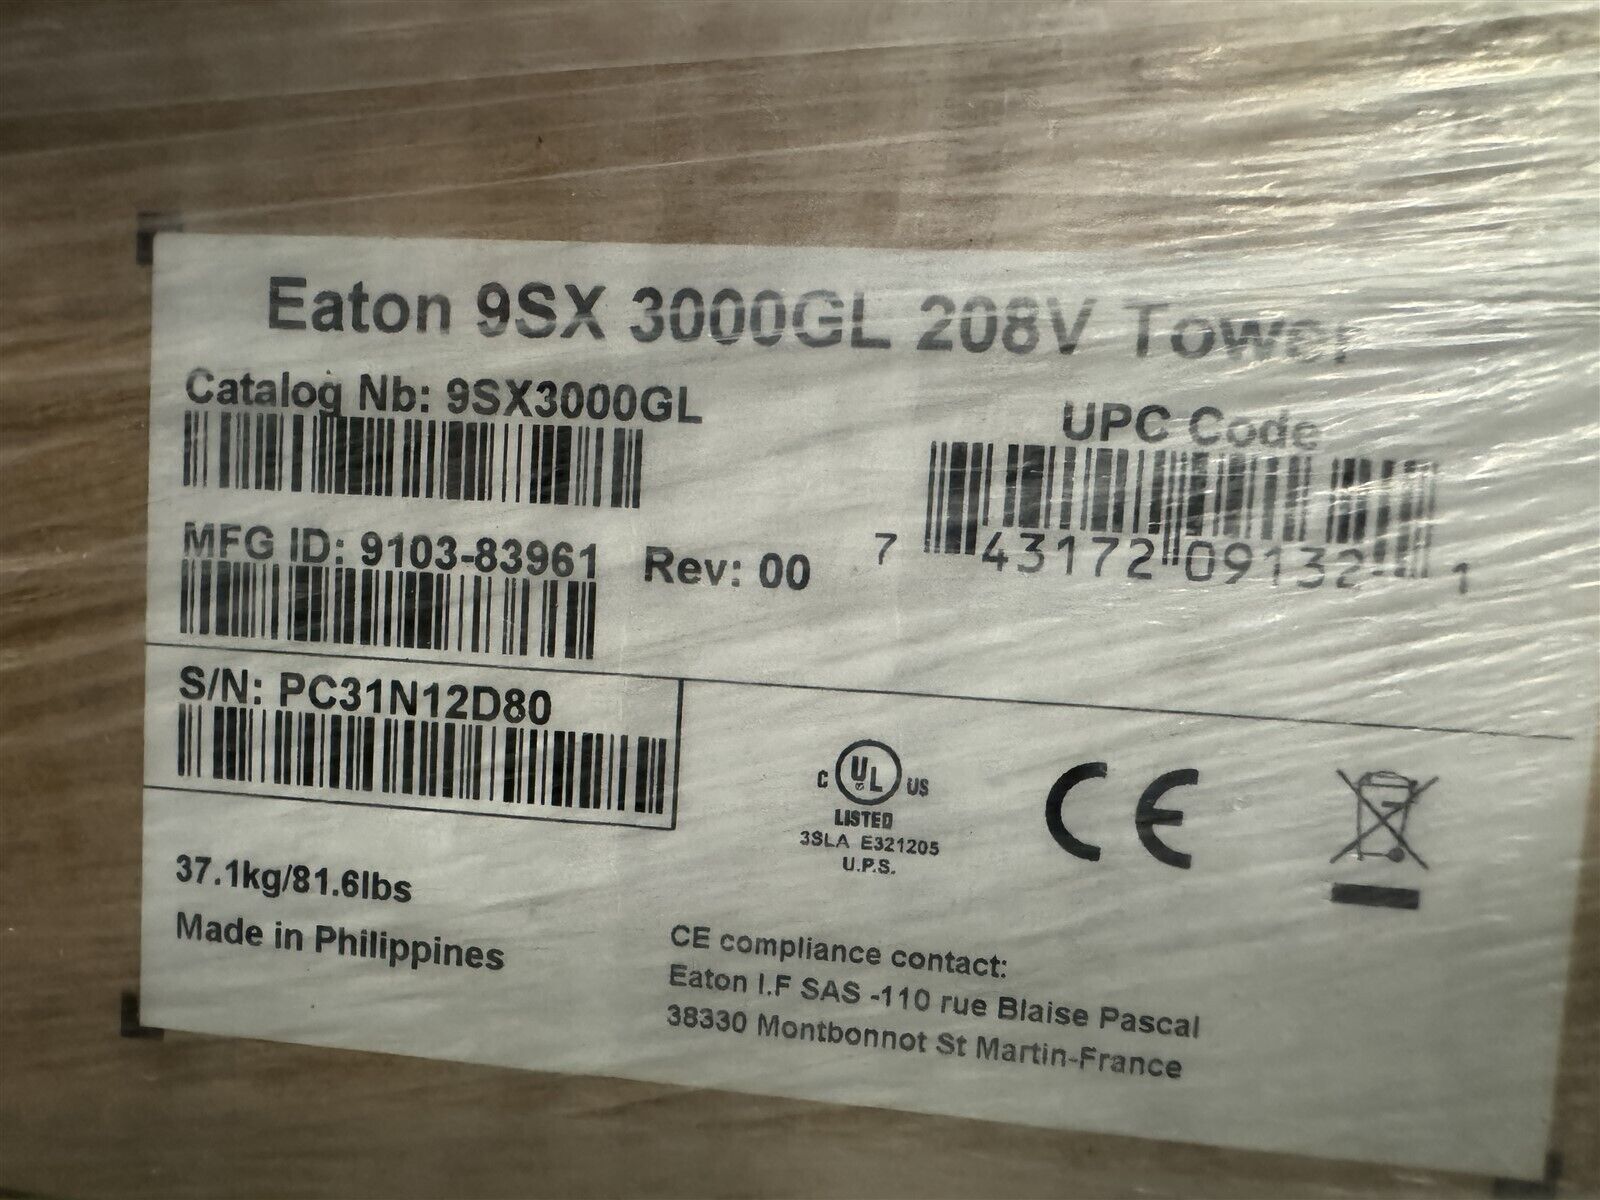 Eaton 9SX 3000GL 208V Tower
Catalog Nb: 9SX3000GL
UPC Code
MFG ID: 9103-83961 Rev: 00
7 43172 09132 1
S/N: PC31N12D80
C UL US
LISTED
3SLA E321205
U.P.S.
CE
37.1kg/81.6lbs
Made in Philippines
CE compliance contact:
Eaton I.F SAS -110 rue Blaise Pascal
38330 Montbonnot St Martin-France